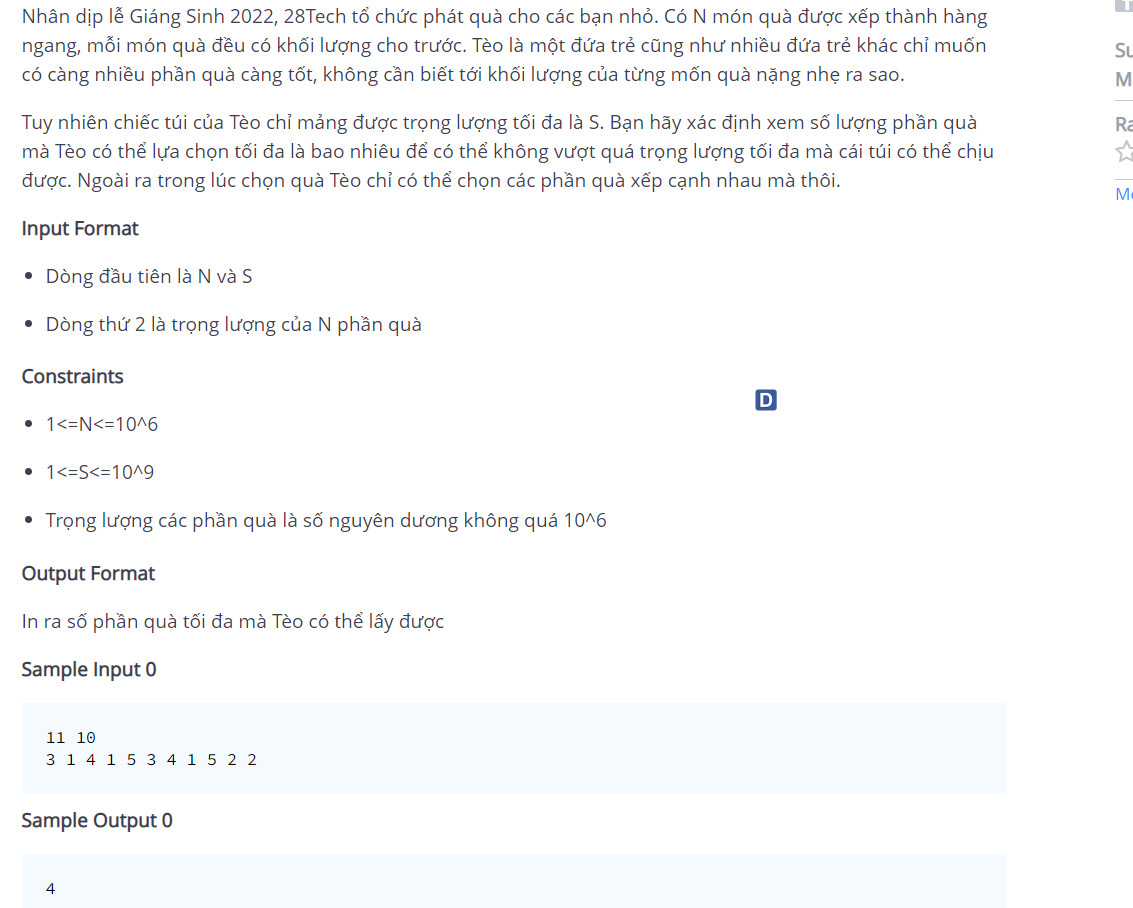 Nhân dịp lễ Giáng Sinh 2022, 28Tech tổ chức phát quà cho các bạn nhỏ. Có N món quà được xếp thành hàng
ngang, mỗi món quà đều có khối lượng cho trước. Tèo là một đứa trẻ cũng như nhiều đứa trẻ khác chỉ muốn
có càng nhiều phần quà càng tốt, không cần biết tới khối lượng của từng mốn quà nặng nhẹ ra sao.
Tuy nhiên chiếc túi của Tèo chỉ mảng được trọng lượng tối đa là S. Bạn hãy xác định xem số lượng phần quà
mà Tèo có thể lựa chọn tối đa là bao nhiêu để có thể không vượt quá trọng lượng tối đa mà cái túi có thể chịu
được. Ngoài ra trong lúc chọn quà Tèo chỉ có thể chọn các phần quà xếp cạnh nhau mà thôi.
Input Format
• Dòng đầu tiên là N và S
• Dòng thứ 2 là trọng lượng của N phần quà
Constraints
• 1<=N<=10^6
• 1<=S<=10^9
• Trọng lượng các phần quà là số nguyên dương không quá 10^6
Output Format
In ra số phần quà tối đa mà Tèo có thể lấy được
Sample Input 0
11 10
3 1 4 1 5 3 4 1 5 2 2
Sample Output 0
4
D
Su
M
Ra
Mo